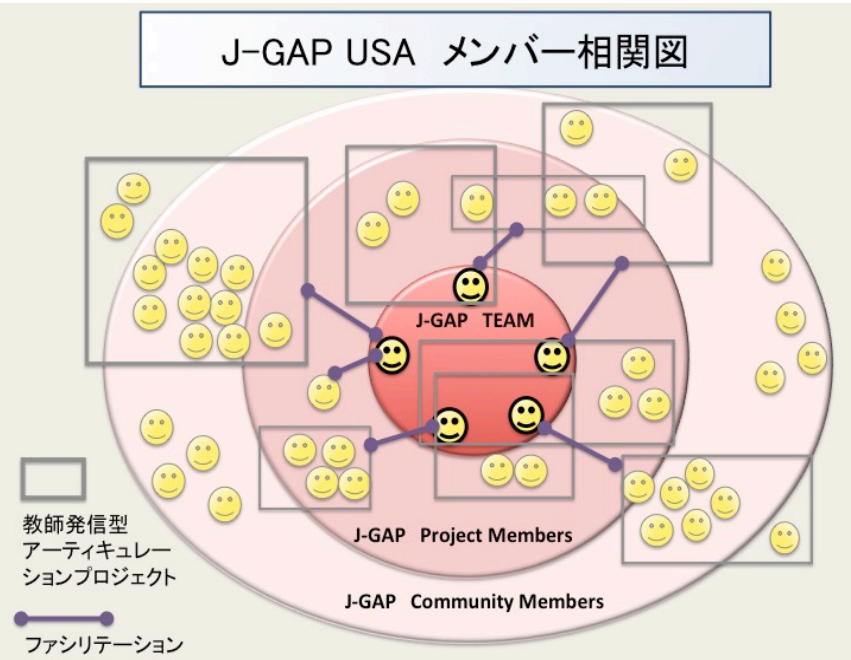 J-GAP USA メンバー相関図
J-GAP TEAM
J-GAP Project Members
J-GAP Community Members
教師発信型
アーティキュレー
ションプロジェクト
ファシリテーション